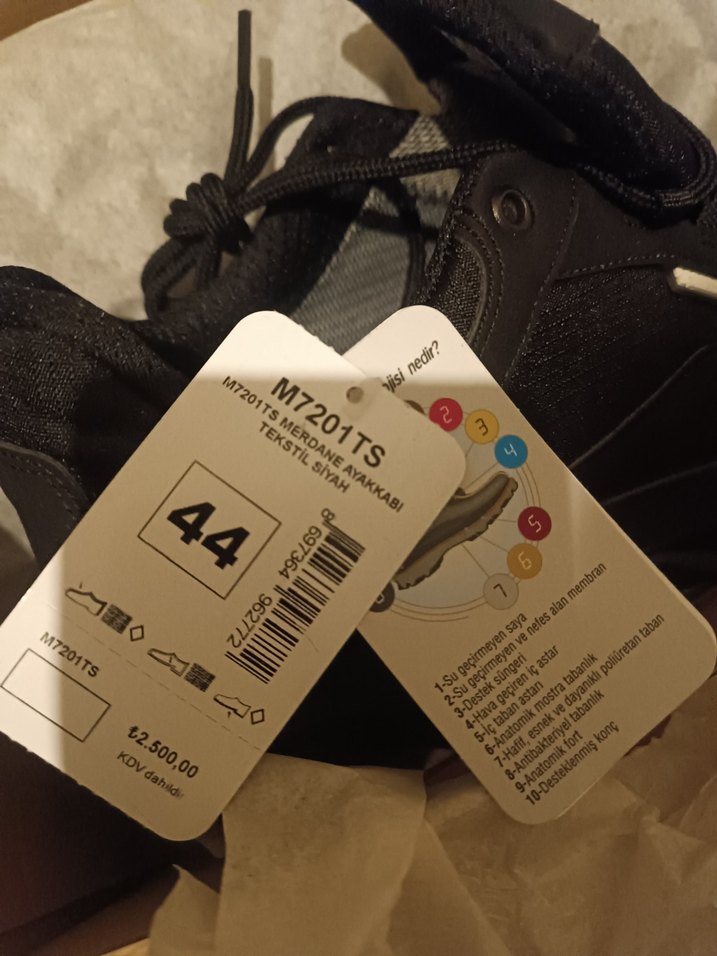 M7201TS
M7201TS MERDANE AYAKKABI
TEKSTİL SİYAH
44
8 697364 962772
M7201TS
₺2.500,00
KDV dahildir
nedir?
2
3
4
5
6
7
1-Su geçirmeyen saya
2-Su geçirmeyen ve nefes alan membran
3-Destek süngeri
4-Hava geçiren iç astar
5-İç taban astarı
6-Anatomik mostra tabanlık
7-Hafif, esnek ve dayanıklı poliüretan taban
8-Antibakteriyel tabanlık
9-Anatomik fort
10-Desteklenmiş konç